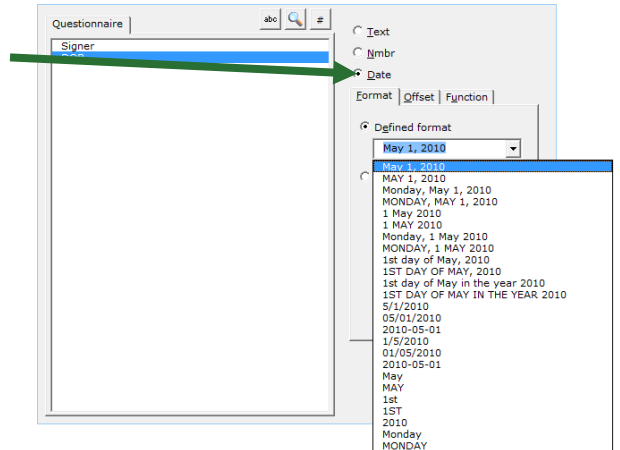 Questionnaire
abc
#
Signer
Text
Nmbr
Date
Format
Offset
Function
Defined format
May 1, 2010
May 1, 2010
MAY 1, 2010
Monday, May 1, 2010
MONDAY, MAY 1, 2010
1 May 2010
1 MAY 2010
Monday, 1 May 2010
MONDAY, 1 MAY 2010
1st day of May, 2010
1ST DAY OF MAY, 2010
1st day of May in the year 2010
1ST DAY OF MAY IN THE YEAR 2010
5/1/2010
05/01/2010
2010-05-01
1/5/2010
01/05/2010
2010-05-01
May
MAY
1st
1ST
2010
Monday
MONDAY